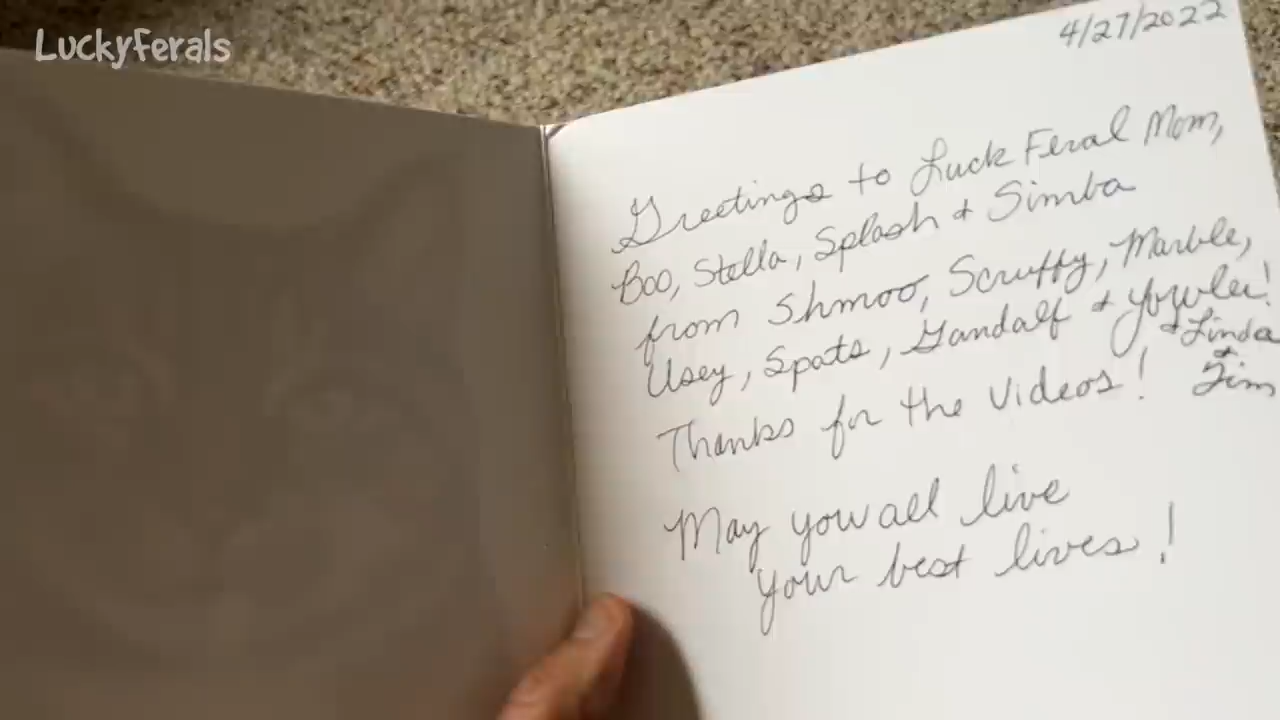 LuckyFerals
4/27/2022
Greetings to Luck Feral Mom,
Boo, Stella, Splash & Simba
from Shmoo, Scruffy, Marble,
Usey, Spats, Gandalf & Yowler!
& Linda
&
Jim
Thanks for the videos!
May you all live
your best lives!